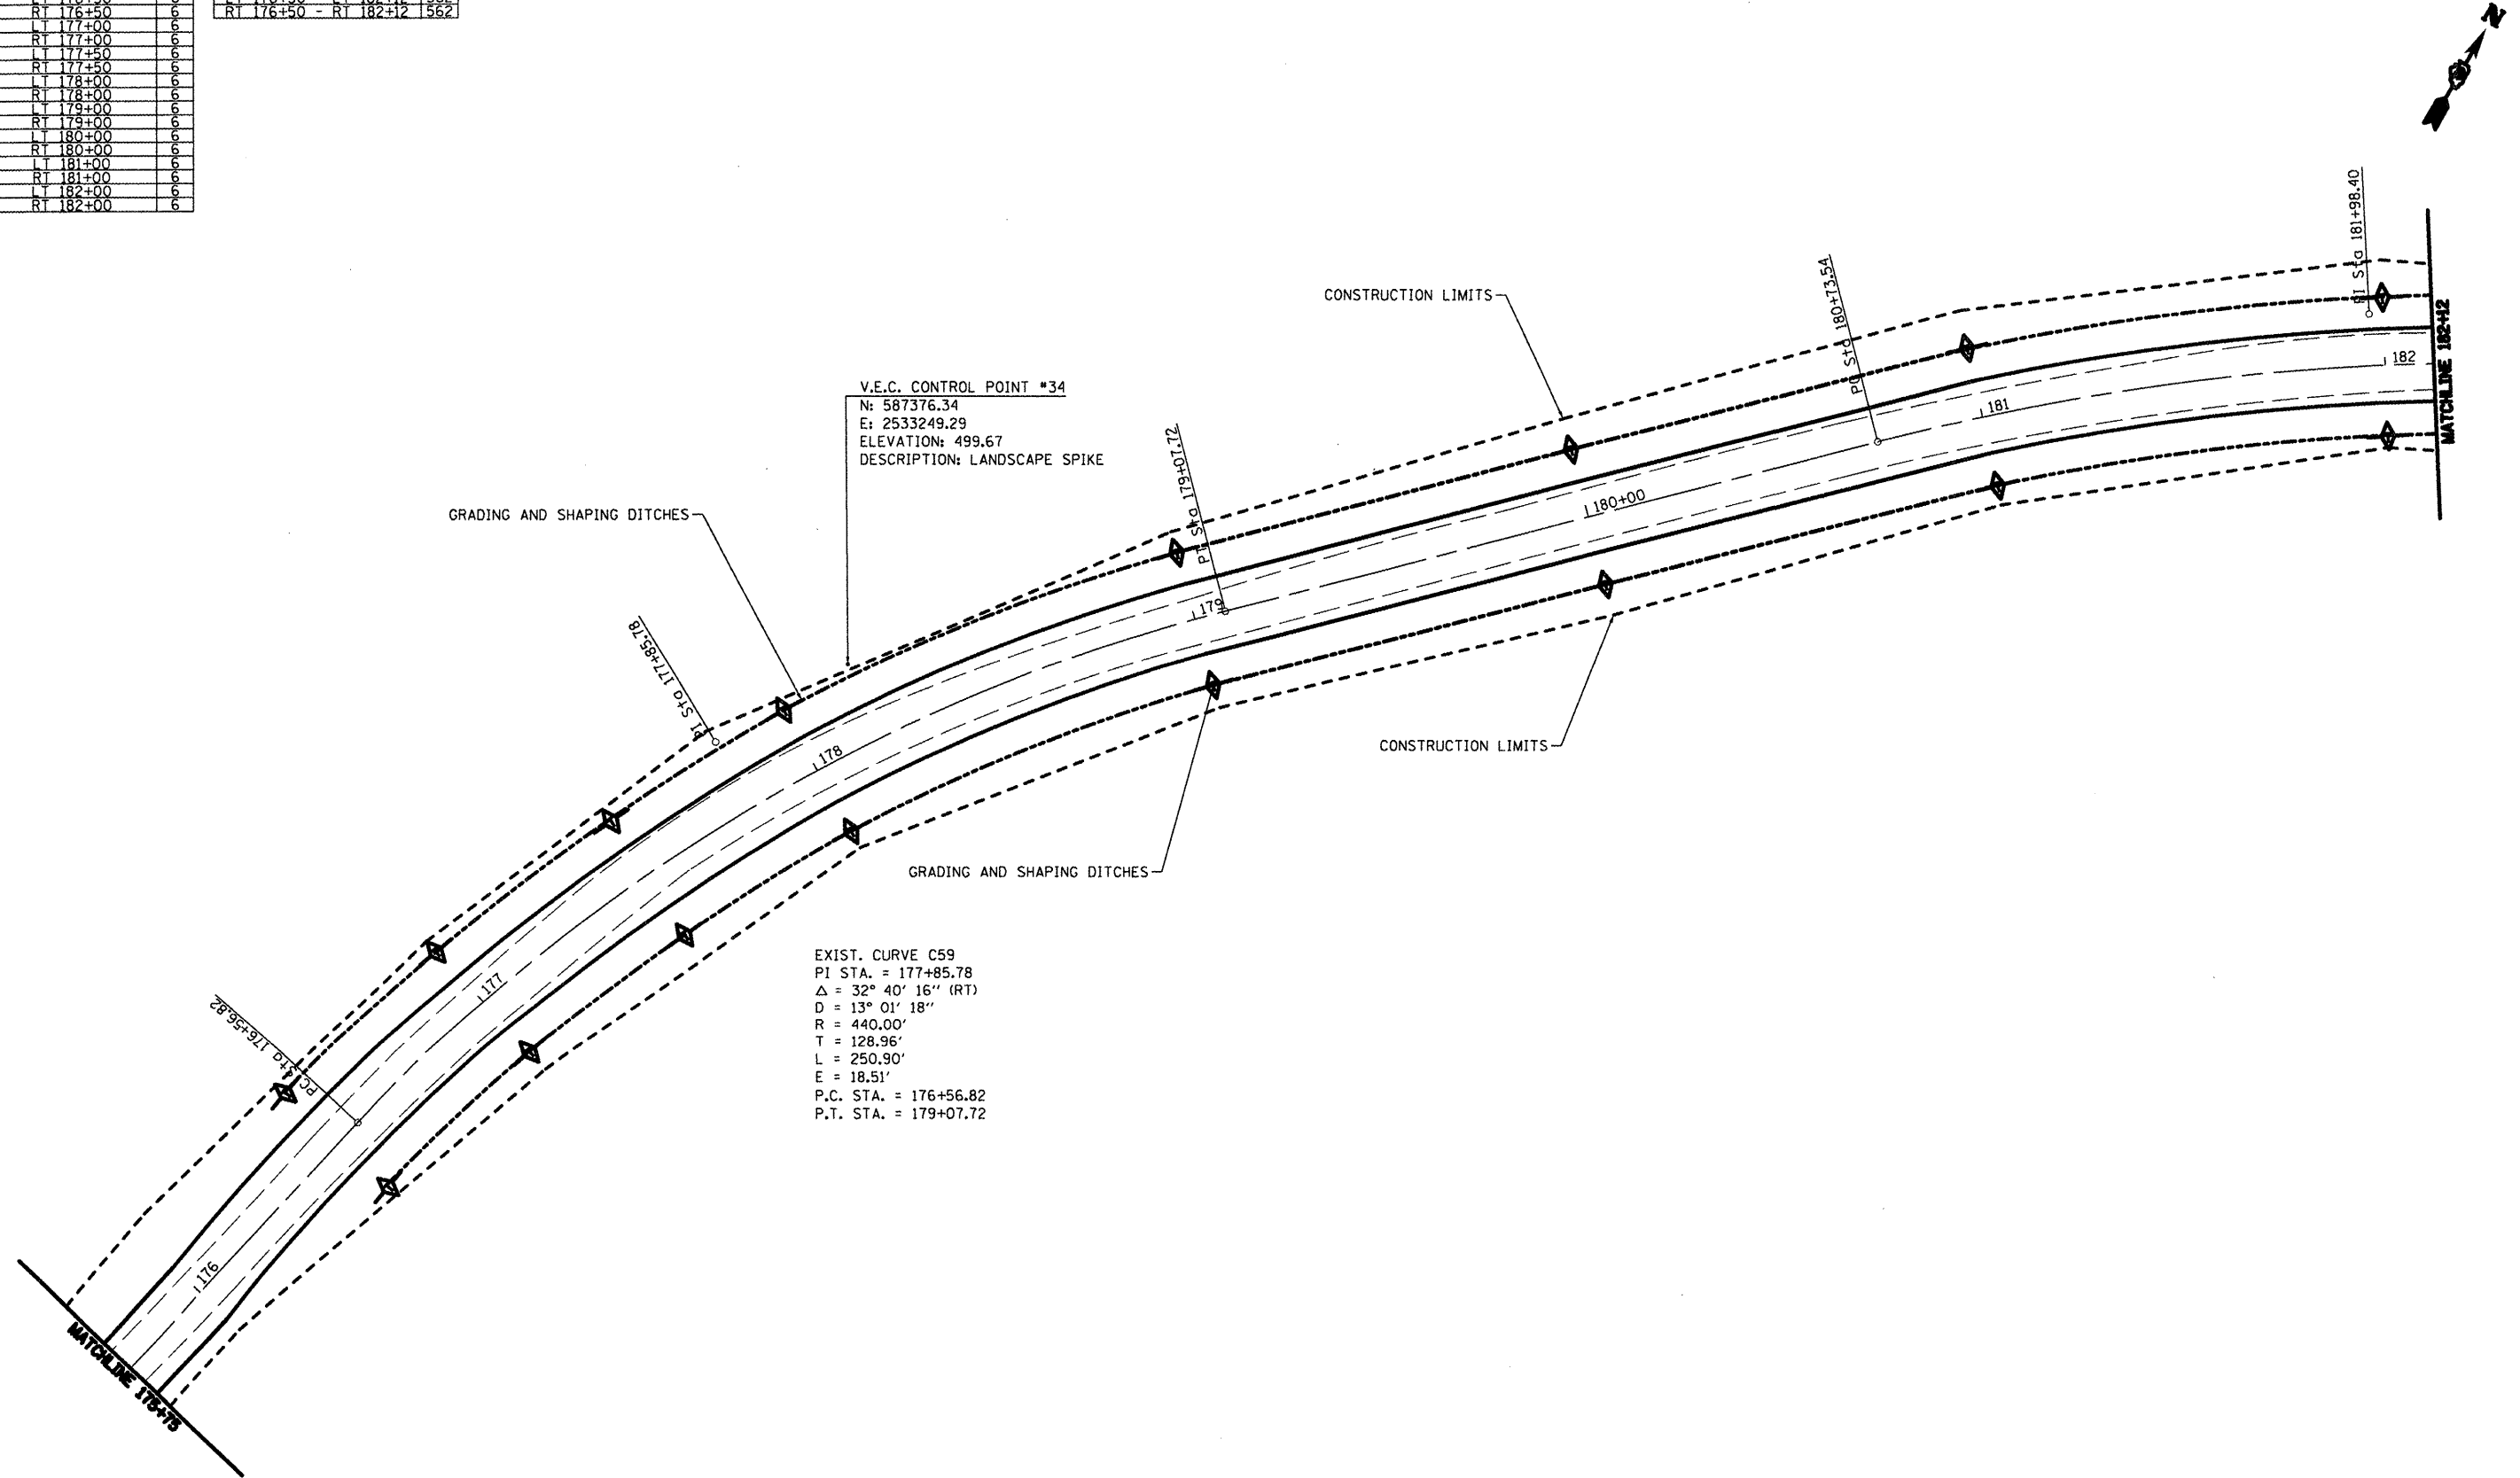 RT 176+50 6
LT 177+00 6
RT 177+00 6
LT 177+50 6
RT 177+50 6
LT 178+00 6
RT 178+00 6
LT 179+00 6
RT 179+00 6
LT 180+00 6
RT 180+00 6
LT 181+00 6
RT 181+00 6
LT 182+00 6
RT 182+00 6
RT 176+50 - RT 182+12 562
N
PI Sta 181+98.40
CONSTRUCTION LIMITS
PC Sta 180+73.54
MATCHLINE 182+12
182
181
V.E.C. CONTROL POINT #34
N: 587376.34
E: 2533249.29
ELEVATION: 499.67
DESCRIPTION: LANDSCAPE SPIKE
PT Sta 179+07.72
180+00
GRADING AND SHAPING DITCHES
179
PI Sta 177+85.78
178
CONSTRUCTION LIMITS
GRADING AND SHAPING DITCHES
177
PC Sta 176+56.82
EXIST. CURVE C59
PI STA. = 177+85.78
Δ = 32° 40' 16" (RT)
D = 13° 01' 18"
R = 440.00'
T = 128.96'
L = 250.90'
E = 18.51'
P.C. STA. = 176+56.82
P.T. STA. = 179+07.72
176
MATCHLINE 175+75